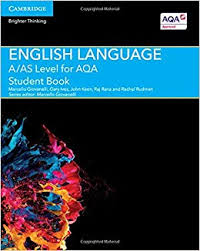 CAMBRIDGE
Brighter Thinking
AQA
Approved
ENGLISH LANGUAGE
A/AS Level for AQA
Student Book
Marcello Giovanelli, Gary Ives, John Keen, Raj Rana and Rachel Rudman
Series editor: Marcello Giovanelli